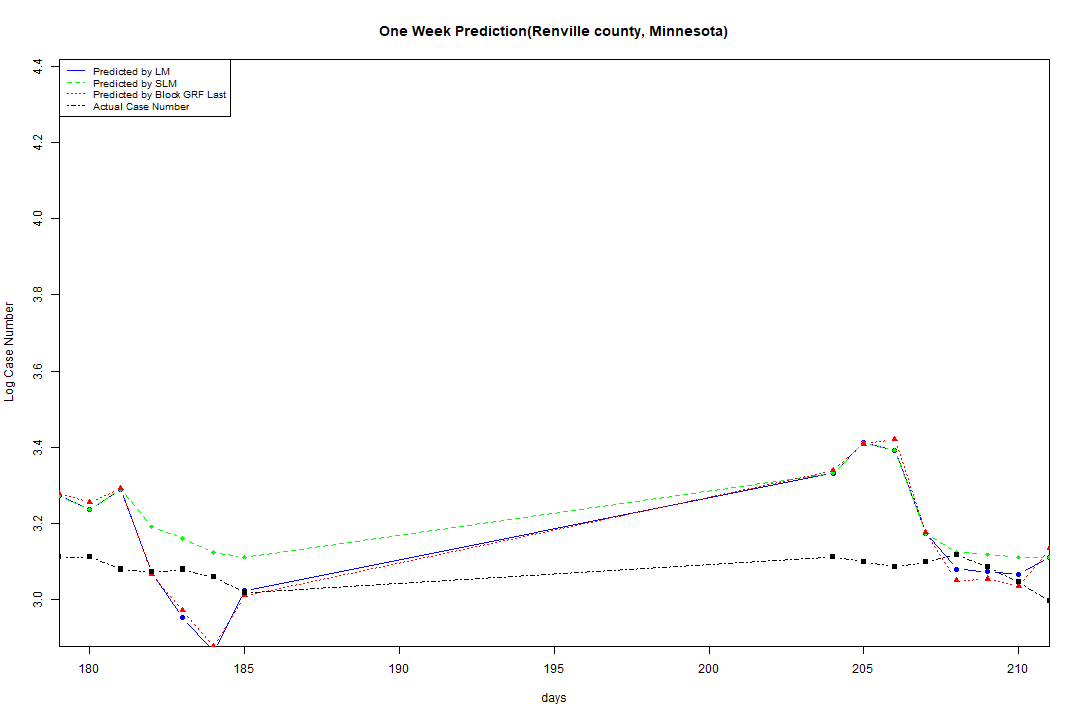 One Week Prediction(Renville county, Minnesota)
Predicted by LM
Predicted by SLM
Predicted by Block GRF Last
Actual Case Number
4.4
4.2
4.0
3.8
3.6
3.4
3.2
3.0
Log Case Number
180 185 190 195 200 205 210
days